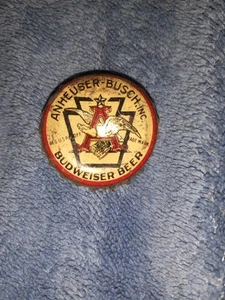 ANHEUSER-BUSCH, INC.
A
BUDWEISER BEER